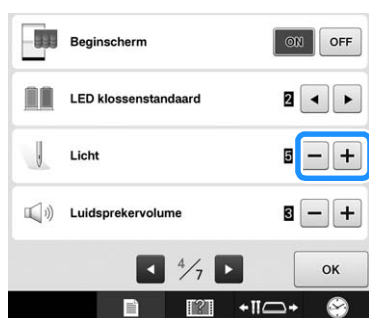 Beginscherm ON OFF
LED klossenstandaard 2
Licht 5 − +
Luidsprekervolume 3 − +
4/7 OK